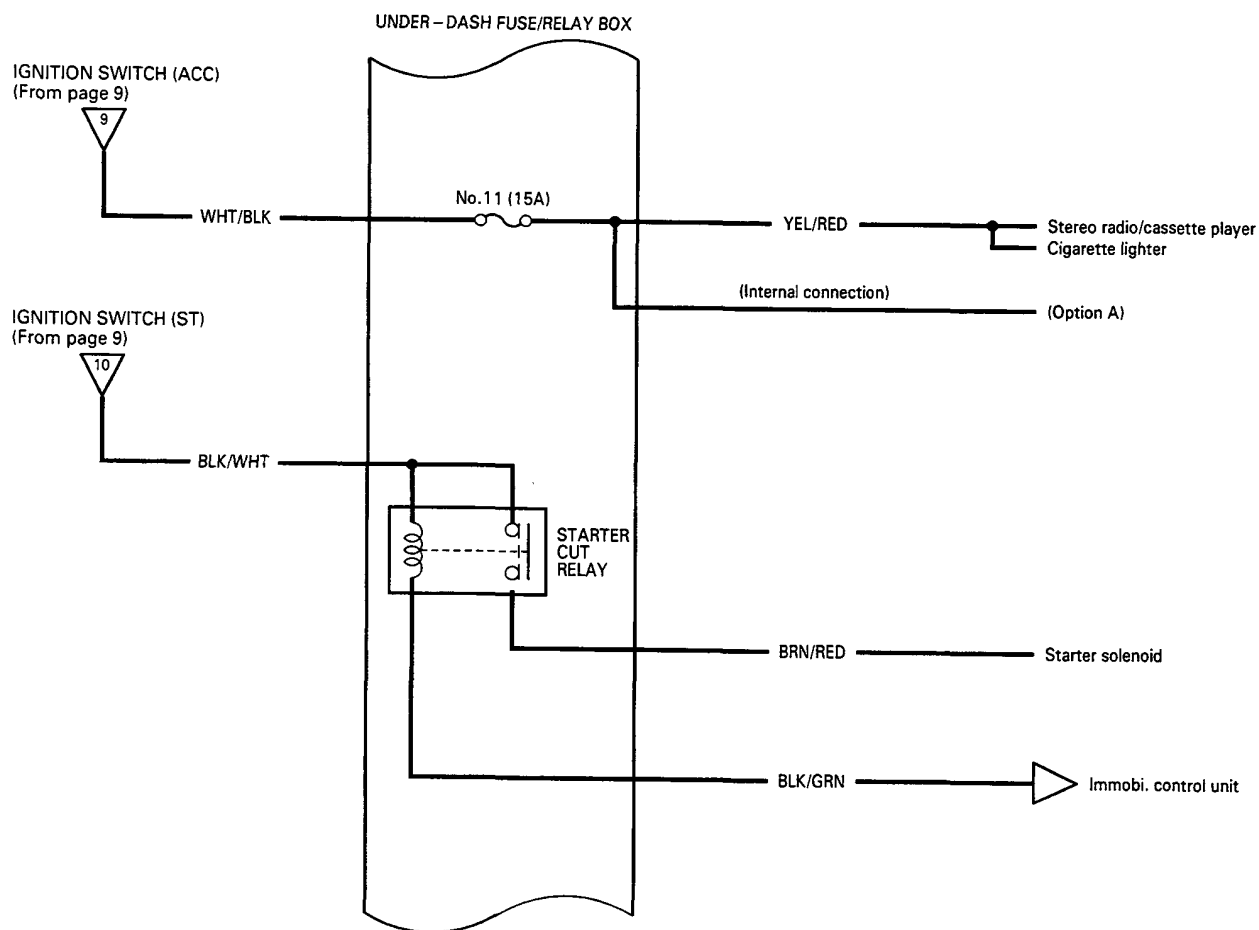 UNDER-DASH FUSE/RELAY BOX
IGNITION SWITCH (ACC)
(From page 9)
9
WHT/BLK
No.11 (15A)
YEL/RED
Stereo radio/cassette player
Cigarette lighter
(Internal connection)
(Option A)
IGNITION SWITCH (ST)
(From page 9)
10
BLK/WHT
STARTER
CUT
RELAY
BRN/RED
Starter solenoid
BLK/GRN
Immobi. control unit